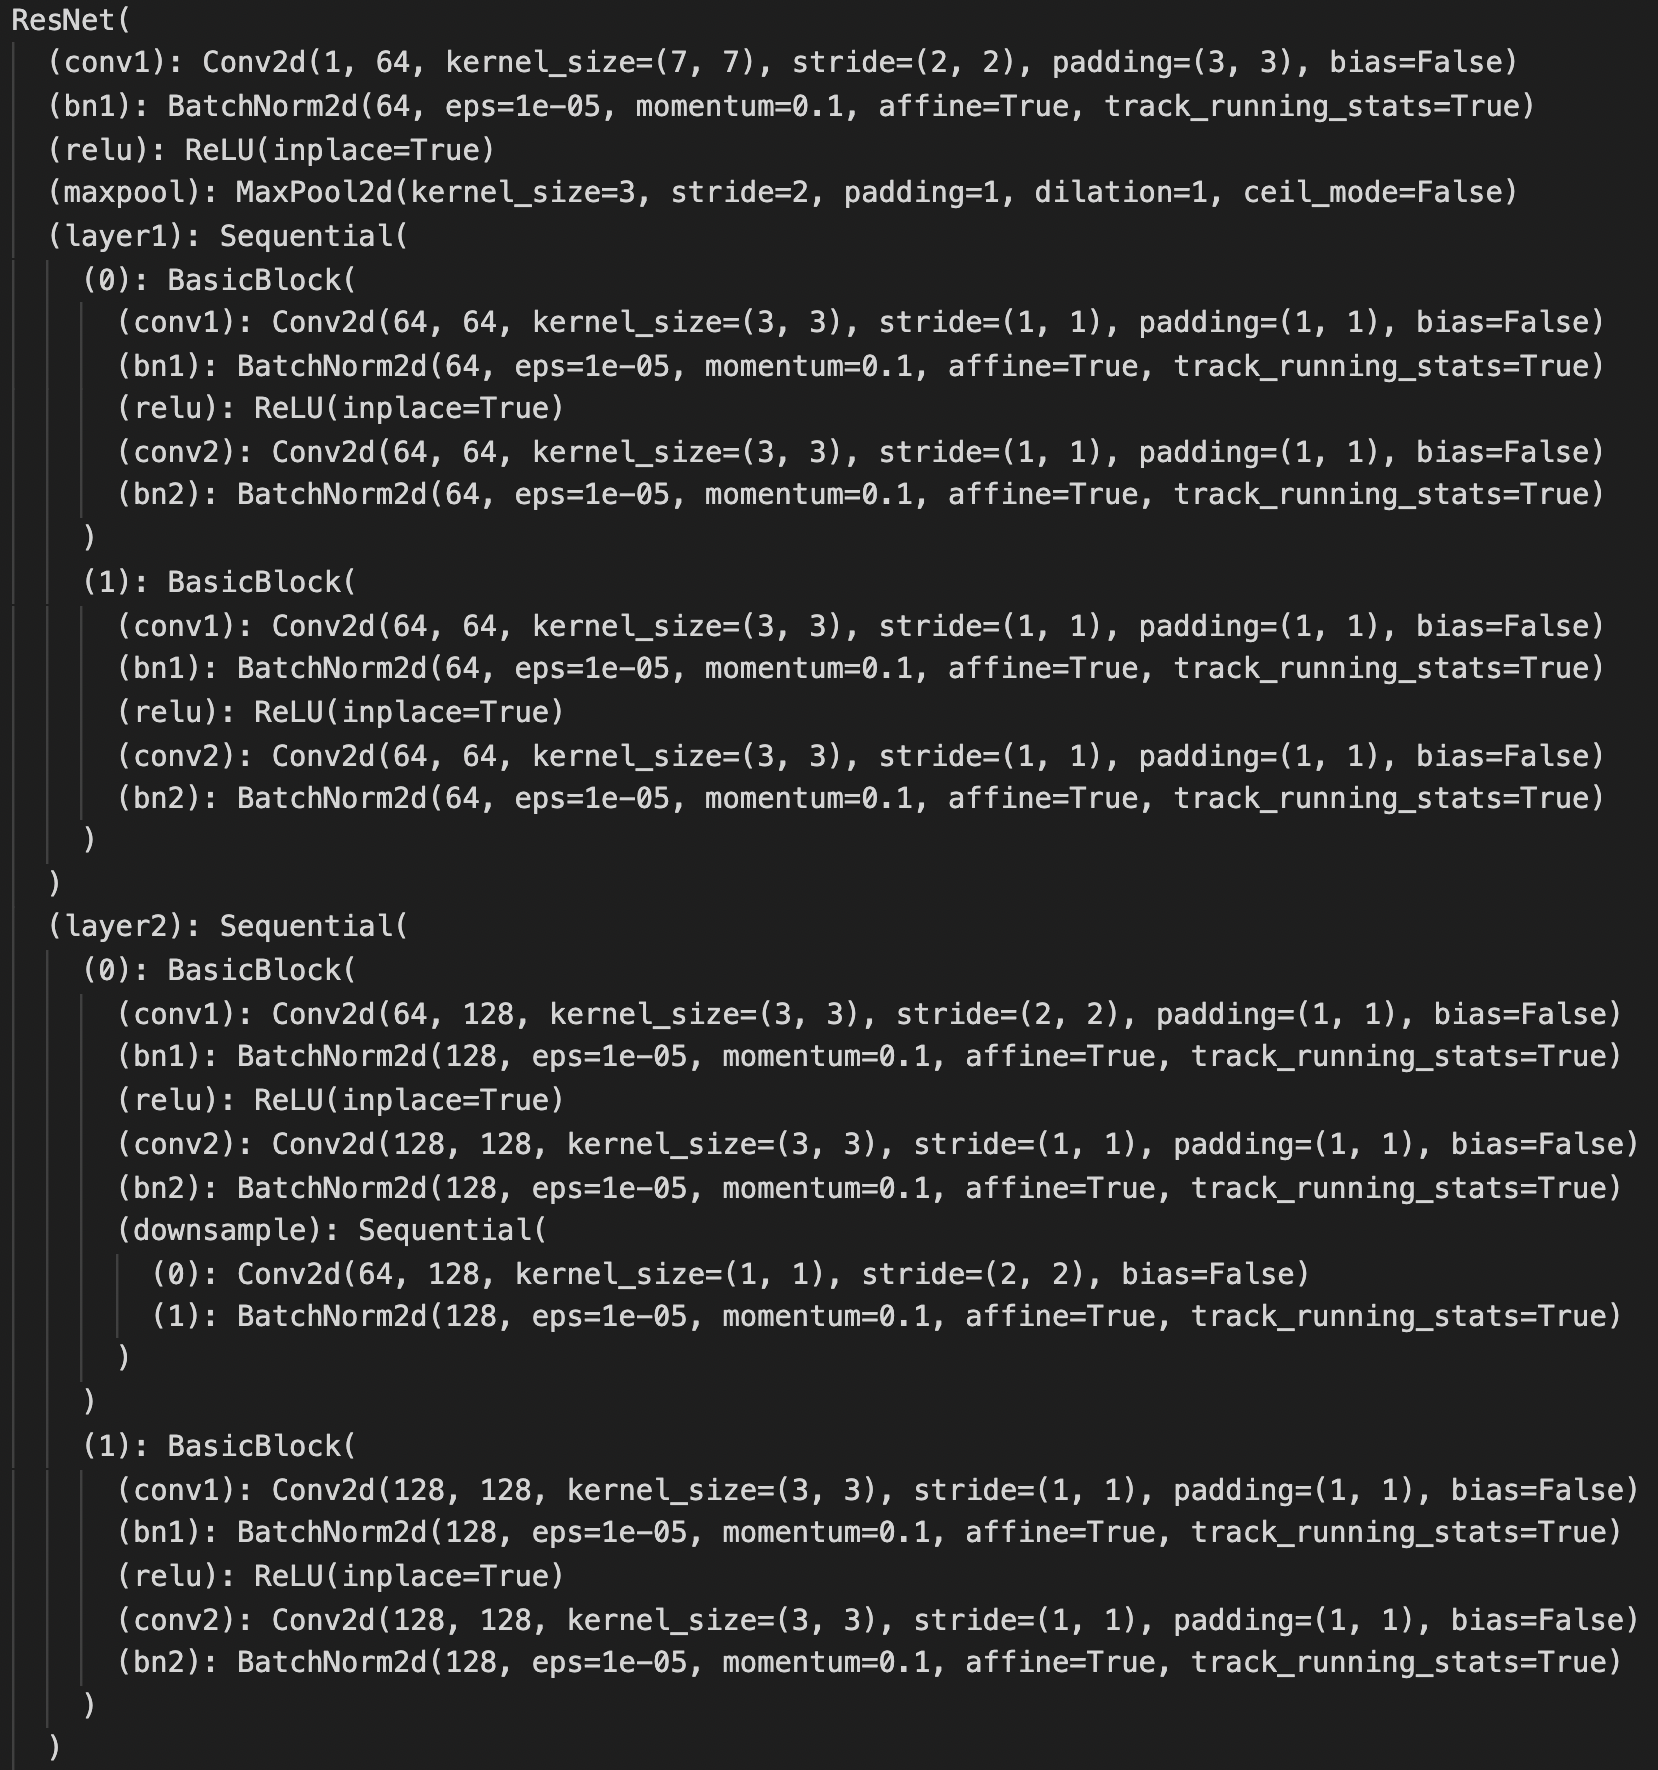 ResNet(
  (conv1): Conv2d(1, 64, kernel_size=(7, 7), stride=(2, 2), padding=(3, 3), bias=False)
  (bn1): BatchNorm2d(64, eps=1e-05, momentum=0.1, affine=True, track_running_stats=True)
  (relu): ReLU(inplace=True)
  (maxpool): MaxPool2d(kernel_size=3, stride=2, padding=1, dilation=1, ceil_mode=False)
  (layer1): Sequential(
    (0): BasicBlock(
      (conv1): Conv2d(64, 64, kernel_size=(3, 3), stride=(1, 1), padding=(1, 1), bias=False)
      (bn1): BatchNorm2d(64, eps=1e-05, momentum=0.1, affine=True, track_running_stats=True)
      (relu): ReLU(inplace=True)
      (conv2): Conv2d(64, 64, kernel_size=(3, 3), stride=(1, 1), padding=(1, 1), bias=False)
      (bn2): BatchNorm2d(64, eps=1e-05, momentum=0.1, affine=True, track_running_stats=True)
    )
    (1): BasicBlock(
      (conv1): Conv2d(64, 64, kernel_size=(3, 3), stride=(1, 1), padding=(1, 1), bias=False)
      (bn1): BatchNorm2d(64, eps=1e-05, momentum=0.1, affine=True, track_running_stats=True)
      (relu): ReLU(inplace=True)
      (conv2): Conv2d(64, 64, kernel_size=(3, 3), stride=(1, 1), padding=(1, 1), bias=False)
      (bn2): BatchNorm2d(64, eps=1e-05, momentum=0.1, affine=True, track_running_stats=True)
    )
  )
  (layer2): Sequential(
    (0): BasicBlock(
      (conv1): Conv2d(64, 128, kernel_size=(3, 3), stride=(2, 2), padding=(1, 1), bias=False)
      (bn1): BatchNorm2d(128, eps=1e-05, momentum=0.1, affine=True, track_running_stats=True)
      (relu): ReLU(inplace=True)
      (conv2): Conv2d(128, 128, kernel_size=(3, 3), stride=(1, 1), padding=(1, 1), bias=False)
      (bn2): BatchNorm2d(128, eps=1e-05, momentum=0.1, affine=True, track_running_stats=True)
      (downsample): Sequential(
        (0): Conv2d(64, 128, kernel_size=(1, 1), stride=(2, 2), bias=False)
        (1): BatchNorm2d(128, eps=1e-05, momentum=0.1, affine=True, track_running_stats=True)
      )
    )
    (1): BasicBlock(
      (conv1): Conv2d(128, 128, kernel_size=(3, 3), stride=(1, 1), padding=(1, 1), bias=False)
      (bn1): BatchNorm2d(128, eps=1e-05, momentum=0.1, affine=True, track_running_stats=True)
      (relu): ReLU(inplace=True)
      (conv2): Conv2d(128, 128, kernel_size=(3, 3), stride=(1, 1), padding=(1, 1), bias=False)
      (bn2): BatchNorm2d(128, eps=1e-05, momentum=0.1, affine=True, track_running_stats=True)
    )
  )